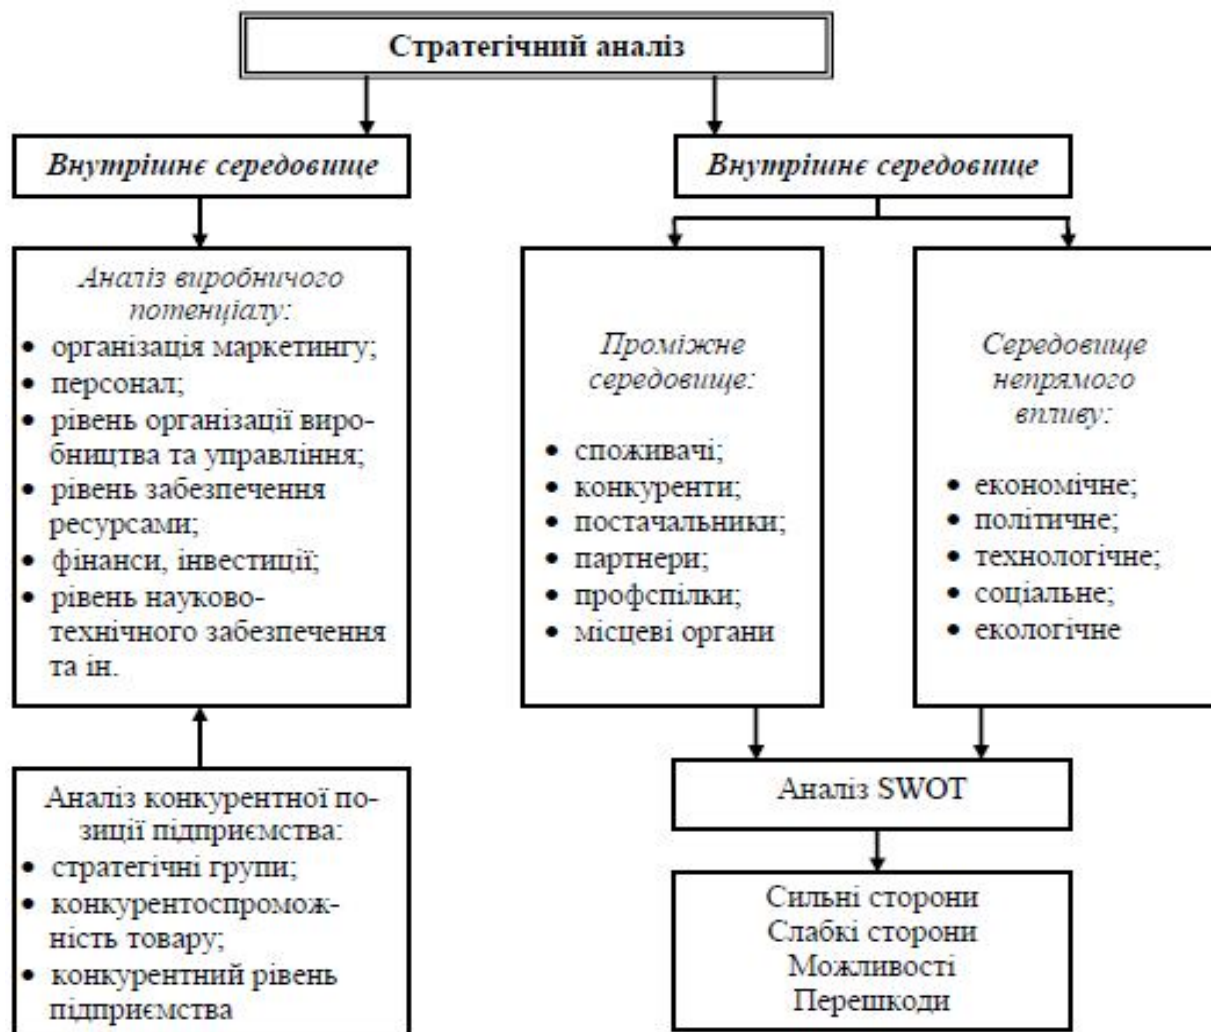 Стратегічний аналіз
Внутрішнє середовище
Внутрішнє середовище
Аналіз виробничого
потенціалу:
• організація маркетингу;
• персонал;
• рівень організації виро-
бництва та управління;
• рівень забезпечення
ресурсами;
• фінанси, інвестиції;
• рівень науково-
технічного забезпечення
та ін.
Проміжне
середовище:
• споживачі;
• конкуренти;
• постачальники;
• партнери;
• профспілки;
• місцеві органи
Середовище
непрямого
впливу:
• економічне;
• політичне;
• технологічне;
• соціальне;
• екологічне
Аналіз конкурентної по-
зиції підприємства:
• стратегічні групи;
• конкурентоспромож-
ність товару;
• конкурентний рівень
підприємства
Аналіз SWOT
Сильні сторони
Слабкі сторони
Можливості
Перешкоди